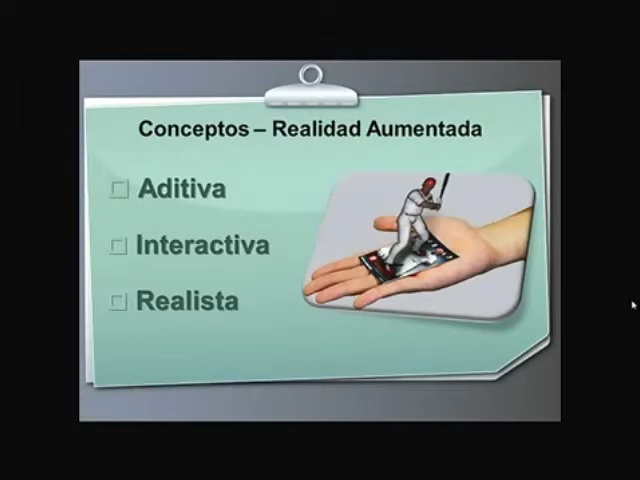 Conceptos – Realidad Aumentada
Aditiva
Interactiva
Realista